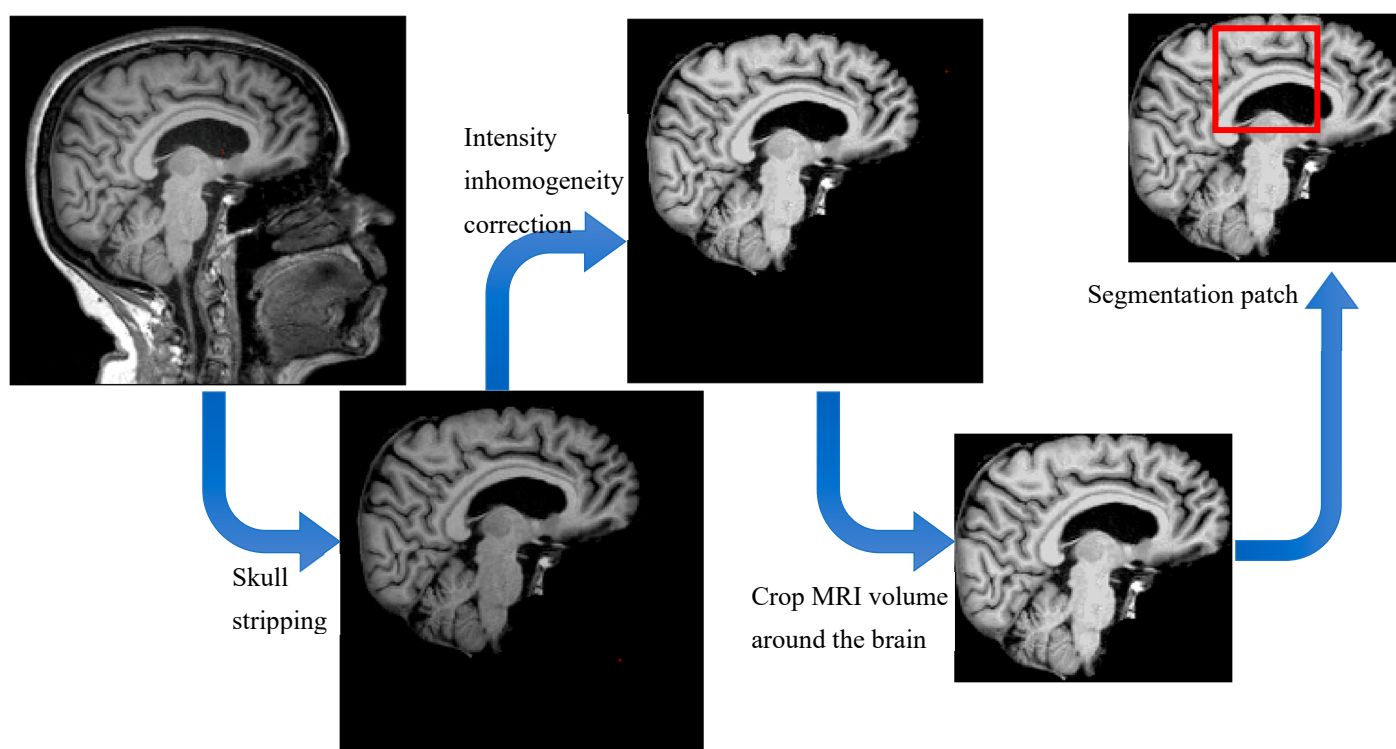 Skull
stripping
Intensity
inhomogeneity
correction
Crop MRI volume
around the brain
Segmentation patch